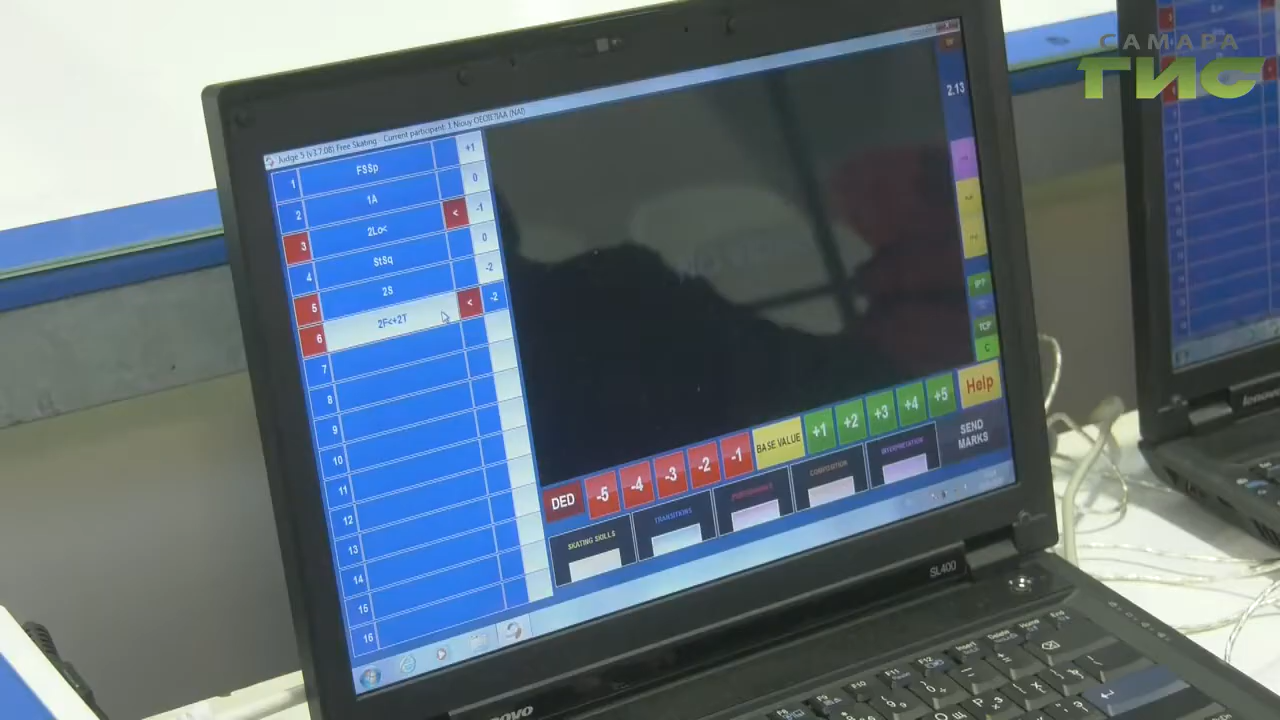 САМАРА
ГИС
Judge 5 (v3.7.08) Free Skating - Current participant: 1
2.13
1 FSSp +1
2 1A 0
3 2Lo< < -1
4 StSq 0
5 2S -2
6 2F<+2T < -2
7
8
9
10
11
12
13
14
15
16
TCP
C
DED -5 -4 -3 -2 -1 BASE VALUE +1 +2 +3 +4 +5 Help
SKATING SKILLS TRANSITIONS PERFORMANCE COMPOSITION INTERPRETATION SEND MARKS
SL400
lenovo